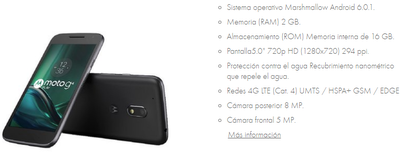 moto g
Sistema operativo Marshmallow Android 6.0.1.
Memoria (RAM) 2 GB.
Almacenamiento (ROM) Memoria interna de 16 GB.
Pantalla5.0" 720p HD (1280x720) 294 ppi.
Protección contra el agua Recubrimiento nanométrico
que repele el agua.
Redes 4G LTE (Cat. 4) UMTS / HSPA+ GSM / EDGE
Cámara posterior 8 MP.
Cámara frontal 5 MP.
Más información